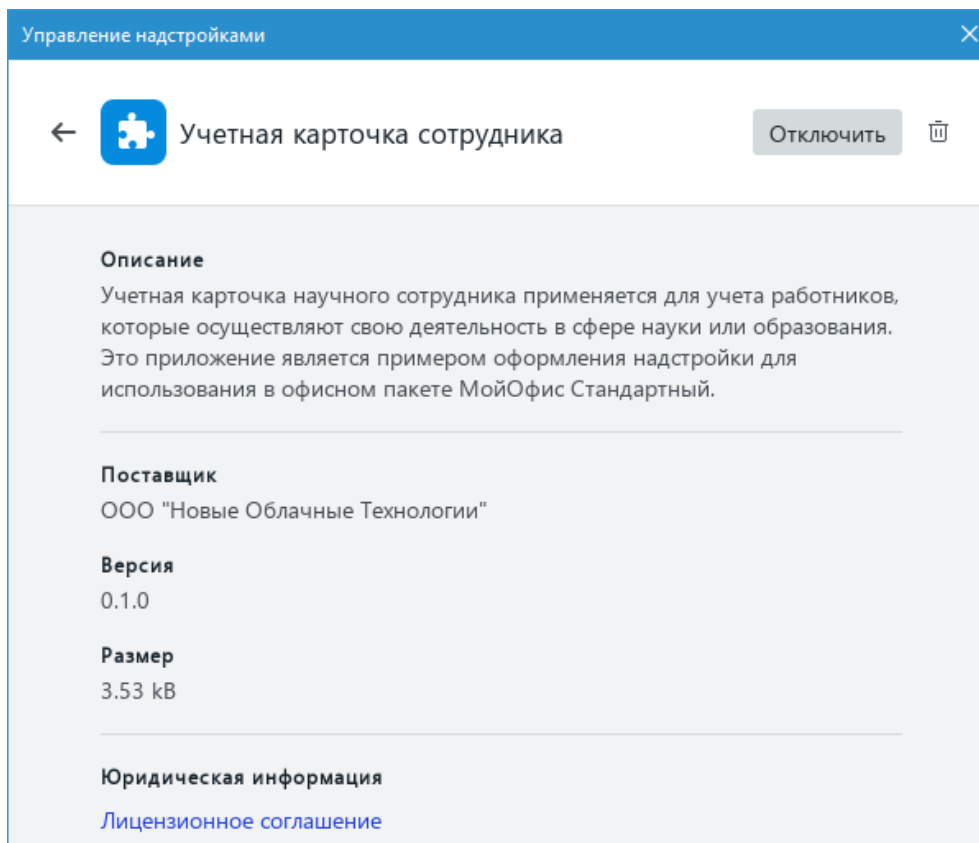 Управление надстройками
Учетная карточка сотрудника
Отключить
Описание
Учетная карточка научного сотрудника применяется для учета работников,
которые осуществляют свою деятельность в сфере науки или образования.
Это приложение является примером оформления надстройки для
использования в офисном пакете МойОфис Стандартный.
Поставщик
ООО "Новые Облачные Технологии"
Версия
0.1.0
Размер
3.53 kB
Юридическая информация
Лицензионное соглашение